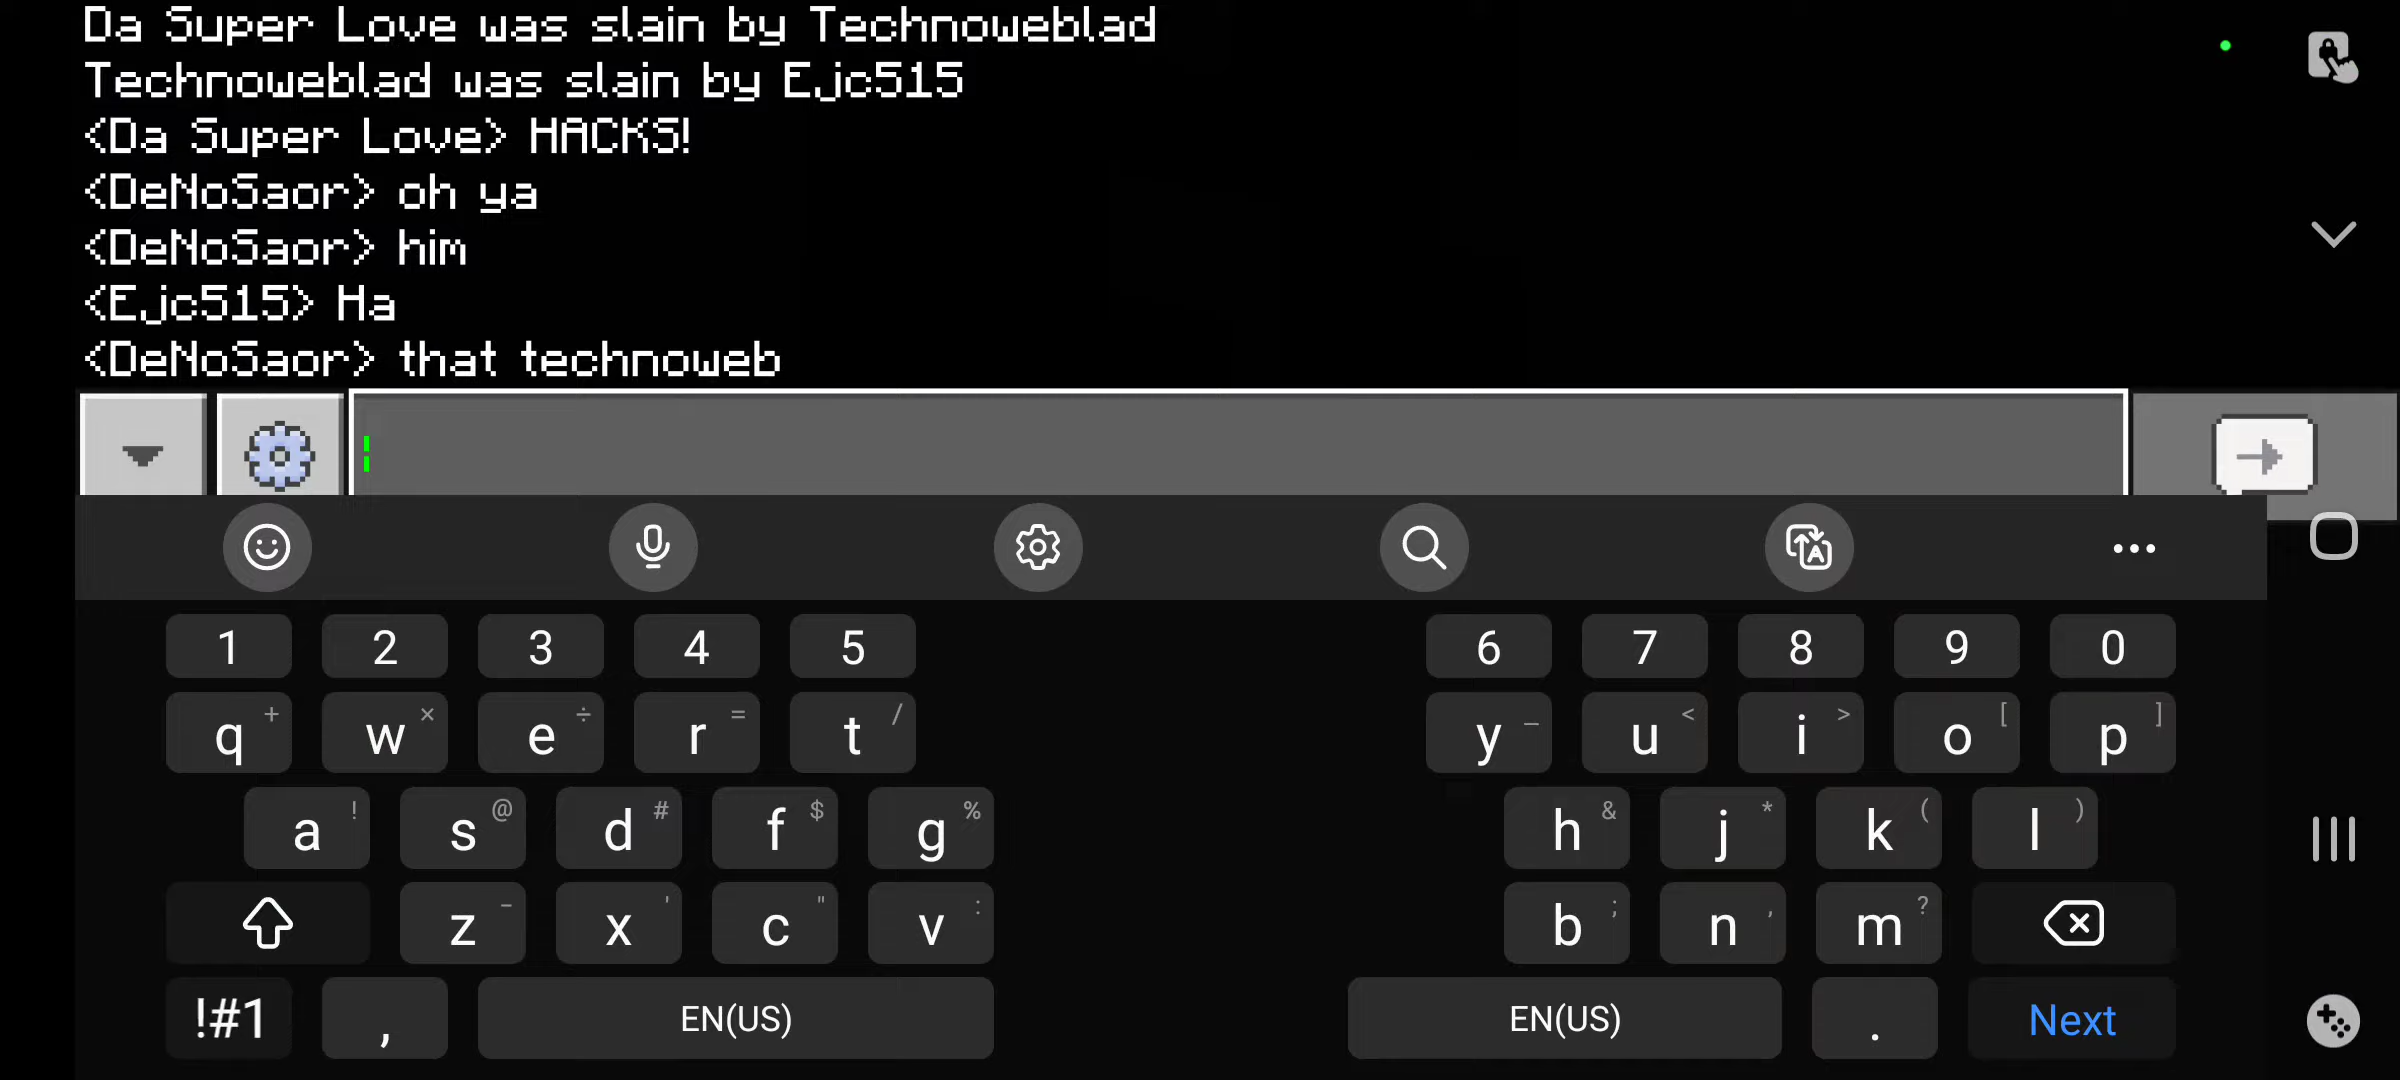 Da Super Love was slain by Technoweblad
Technoweblad was slain by Ejc515
<Da Super Love> HACKS!
<DeNoSaor> oh ya
<DeNoSaor> him
<Ejc515> Ha
<DeNoSaor> that technoweb
1 2 3 4 5 6 7 8 9 0
q + w × e ÷ r = t / y _ u < i > o [ p ]
a ! s @ d # f $ g % h & j * k ( l )
z - x ' c " v : b ; n , m ?
!#1 , EN(US) EN(US) . Next